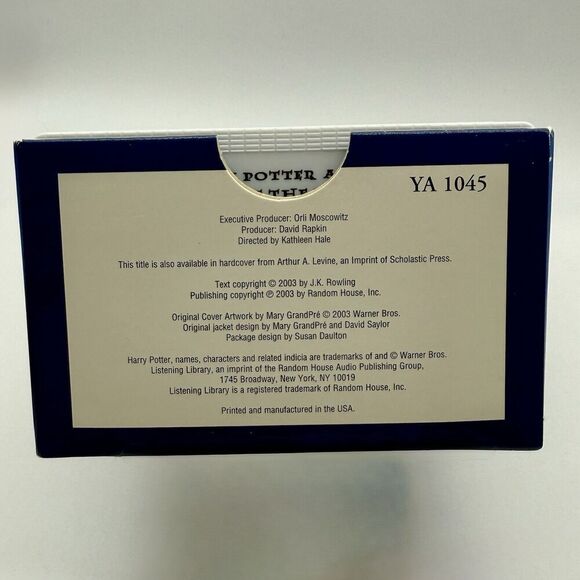 POTTER A
THE
YA 1045
Executive Producer: Orli Moscowitz
Producer: David Rapkin
Directed by Kathleen Hale
This title is also available in hardcover from Arthur A. Levine, an Imprint of Scholastic Press.
Text copyright © 2003 by J.K. Rowling
Publishing copyright ℗ 2003 by Random House, Inc.
Original Cover Artwork by Mary GrandPré © 2003 Warner Bros.
Original jacket design by Mary GrandPré and David Saylor
Package design by Susan Daulton
Harry Potter, names, characters and related indicia are trademarks of and © Warner Bros.
Listening Library, an imprint of the Random House Audio Publishing Group,
1745 Broadway, New York, NY 10019
Listening Library is a registered trademark of Random House, Inc.
Printed and manufactured in the USA.